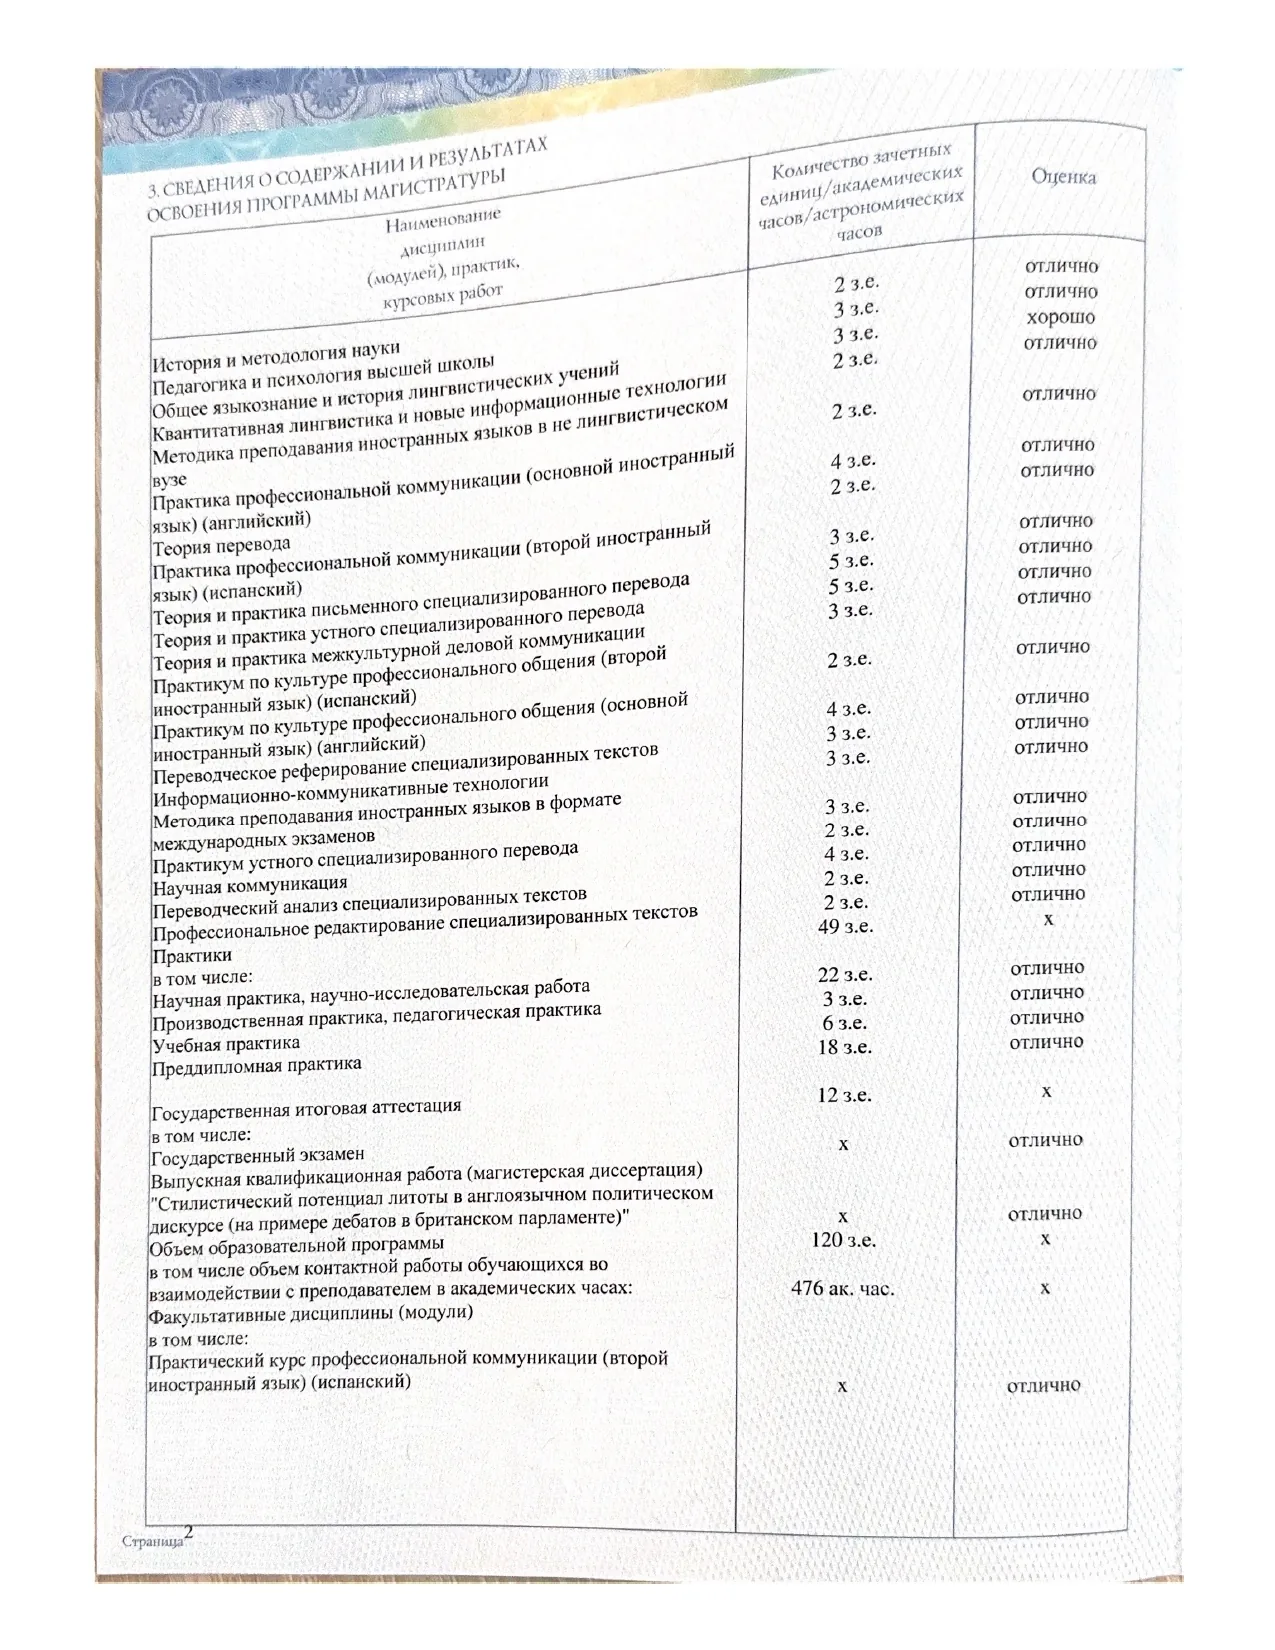 3. СВЕДЕНИЯ О СОДЕРЖАНИИ И РЕЗУЛЬТАТАХ
ОСВОЕНИЯ ПРОГРАММЫ МАГИСТРАТУРЫ
Наименование
дисциплин
(модулей), практик,
курсовых работ
Количество зачетных
единиц/академических
часов/астрономических
часов
Оценка
История и методология науки 2 з.е. отлично
Педагогика и психология высшей школы 3 з.е. отлично
Общее языкознание и история лингвистических учений 3 з.е. хорошо
Квантитативная лингвистика и новые информационные технологии 2 з.е. отлично
Методика преподавания иностранных языков в не лингвистическом
вузе 2 з.е. отлично
Практика профессиональной коммуникации (основной иностранный
язык) (английский) 4 з.е. отлично
Теория перевода 2 з.е. отлично
Практика профессиональной коммуникации (второй иностранный
язык) (испанский) 3 з.е. отлично
Теория и практика письменного специализированного перевода 5 з.е. отлично
Теория и практика устного специализированного перевода 5 з.е. отлично
Теория и практика межкультурной деловой коммуникации 3 з.е. отлично
Практикум по культуре профессионального общения (второй
иностранный язык) (испанский) 2 з.е. отлично
Практикум по культуре профессионального общения (основной
иностранный язык) (английский) 4 з.е. отлично
Переводческое реферирование специализированных текстов 3 з.е. отлично
Информационно-коммуникативные технологии 3 з.е. отлично
Методика преподавания иностранных языков в формате
международных экзаменов 3 з.е. отлично
Практикум устного специализированного перевода 2 з.е. отлично
Научная коммуникация 4 з.е. отлично
Переводческий анализ специализированных текстов 2 з.е. отлично
Профессиональное редактирование специализированных текстов 2 з.е. отлично
Практики 49 з.е. х
в том числе:
Научная практика, научно-исследовательская работа 22 з.е. отлично
Производственная практика, педагогическая практика 3 з.е. отлично
Учебная практика 6 з.е. отлично
Преддипломная практика 18 з.е. отлично
Государственная итоговая аттестация 12 з.е. х
в том числе:
Государственный экзамен х отлично
Выпускная квалификационная работа (магистерская диссертация)
"Стилистический потенциал литоты в англоязычном политическом
дискурсе (на примере дебатов в британском парламенте)" х отлично
Объем образовательной программы 120 з.е. х
в том числе объем контактной работы обучающихся во
взаимодействии с преподавателем в академических часах: 476 ак. час. х
Факультативные дисциплины (модули)
в том числе:
Практический курс профессиональной коммуникации (второй
иностранный язык) (испанский) х отлично
Страница 2